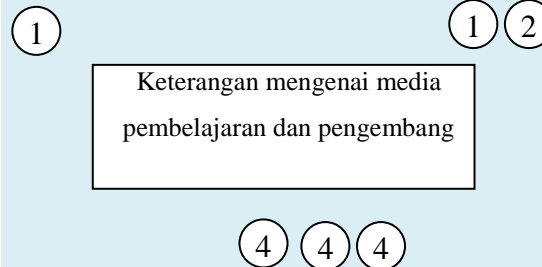 1 1 2
Keterangan mengenai media
pembelajaran dan pengembang
4 4 4